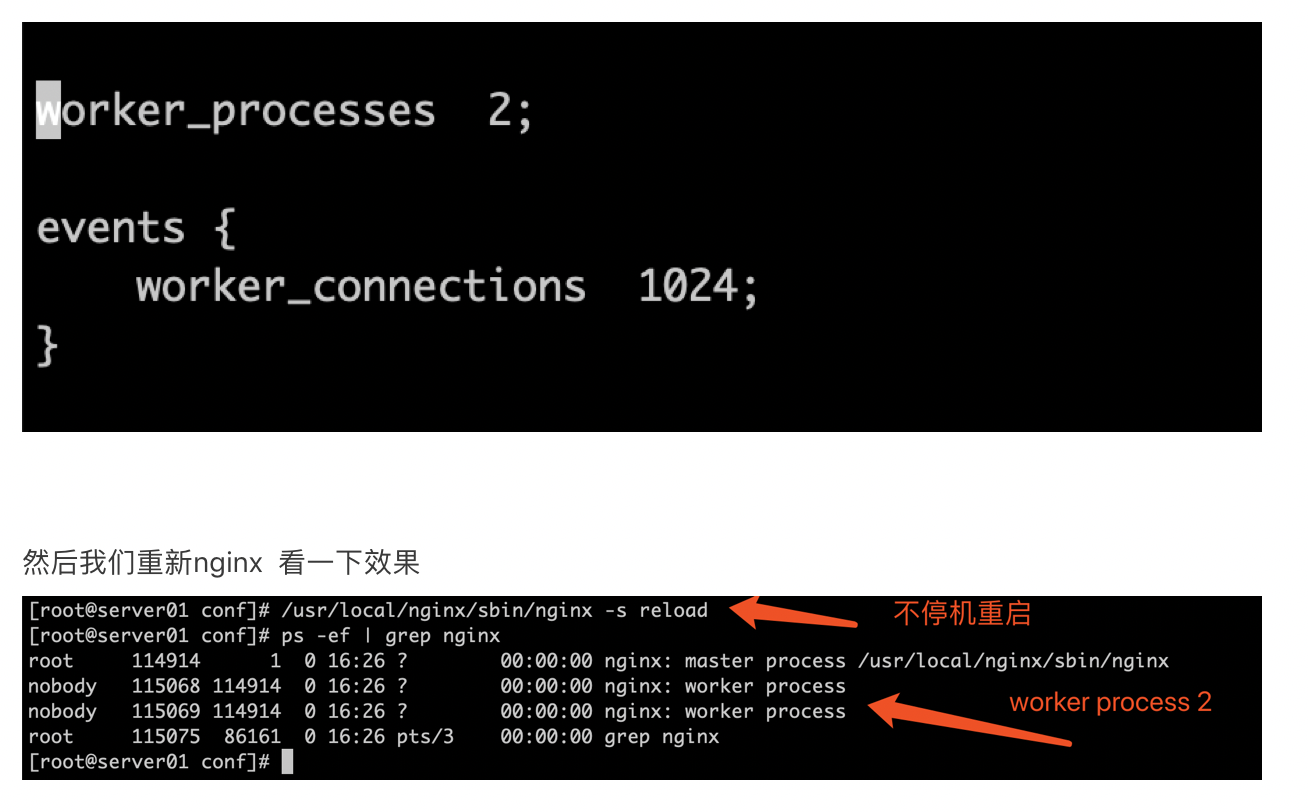 worker_processes  2;
events {
    worker_connections  1024;
}
然后我们重新nginx  看一下效果
[root@server01 conf]# /usr/local/nginx/sbin/nginx -s reload
不停机重启
[root@server01 conf]# ps -ef | grep nginx
root     114914      1  0 16:26 ?        00:00:00 nginx: master process /usr/local/nginx/sbin/nginx
nobody   115068 114914  0 16:26 ?        00:00:00 nginx: worker process
nobody   115069 114914  0 16:26 ?        00:00:00 nginx: worker process
worker process 2
root     115075  86161  0 16:26 pts/3    00:00:00 grep nginx
[root@server01 conf]#